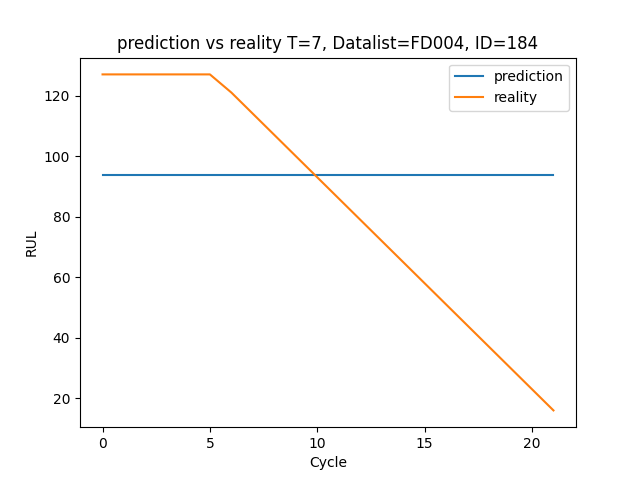 prediction vs reality T=7, Datalist=FD004, ID=184
prediction
reality
120
100
80
60
40
20
RUL
0 5 10 15 20
Cycle